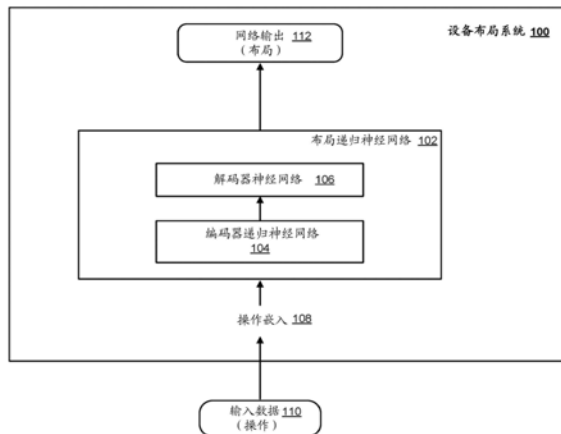 设备布局系统 100
网络输出 112
(布局)
布局递归神经网络 102
解码器神经网络 106
编码器递归神经网络
104
操作嵌入 108
输入数据 110
(操作)